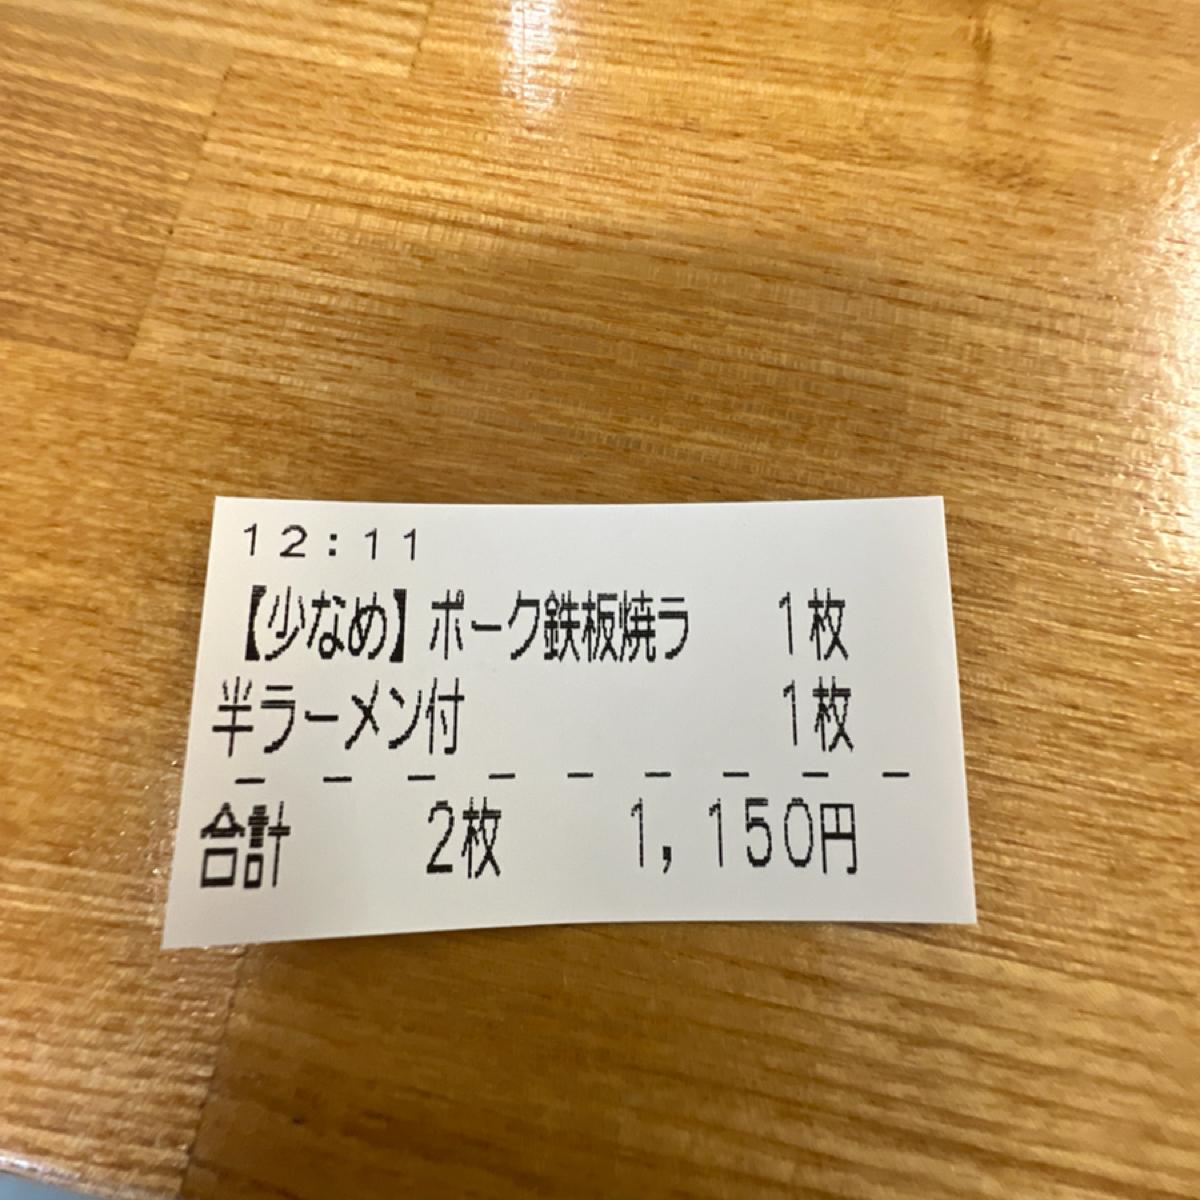 12:11
【少なめ】ポーク鉄板焼ラ 1枚
半ラーメン付 1枚
- - - - - - - - -
合計 2枚 1,150円